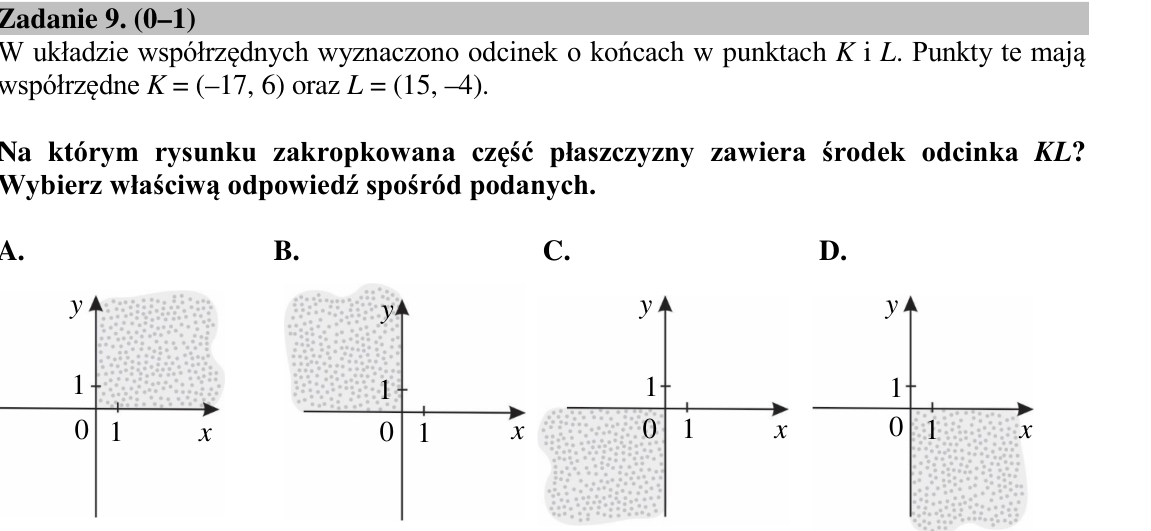 Zadanie 9. (0–1)
W układzie współrzędnych wyznaczono odcinek o końcach w punktach K i L. Punkty te mają
współrzędne K = (–17, 6) oraz L = (15, –4).
Na którym rysunku zakropkowana część płaszczyzny zawiera środek odcinka KL?
Wybierz właściwą odpowiedź spośród podanych.
A. B. C. D.
y y y y
1 1 1 1
0 1 x 0 1 x 0 1 x 0 1 x